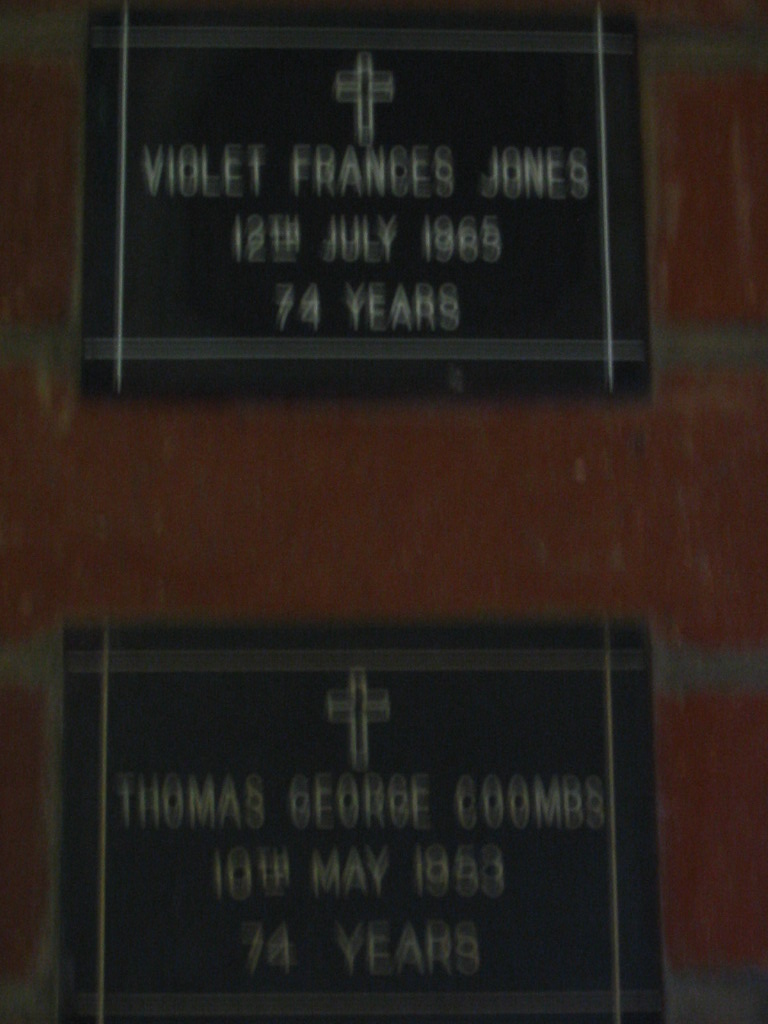 VIOLET FRANCES JONES
12TH JULY 1965
74 YEARS
THOMAS GEORGE COOMBS
10TH MAY 1953
74 YEARS